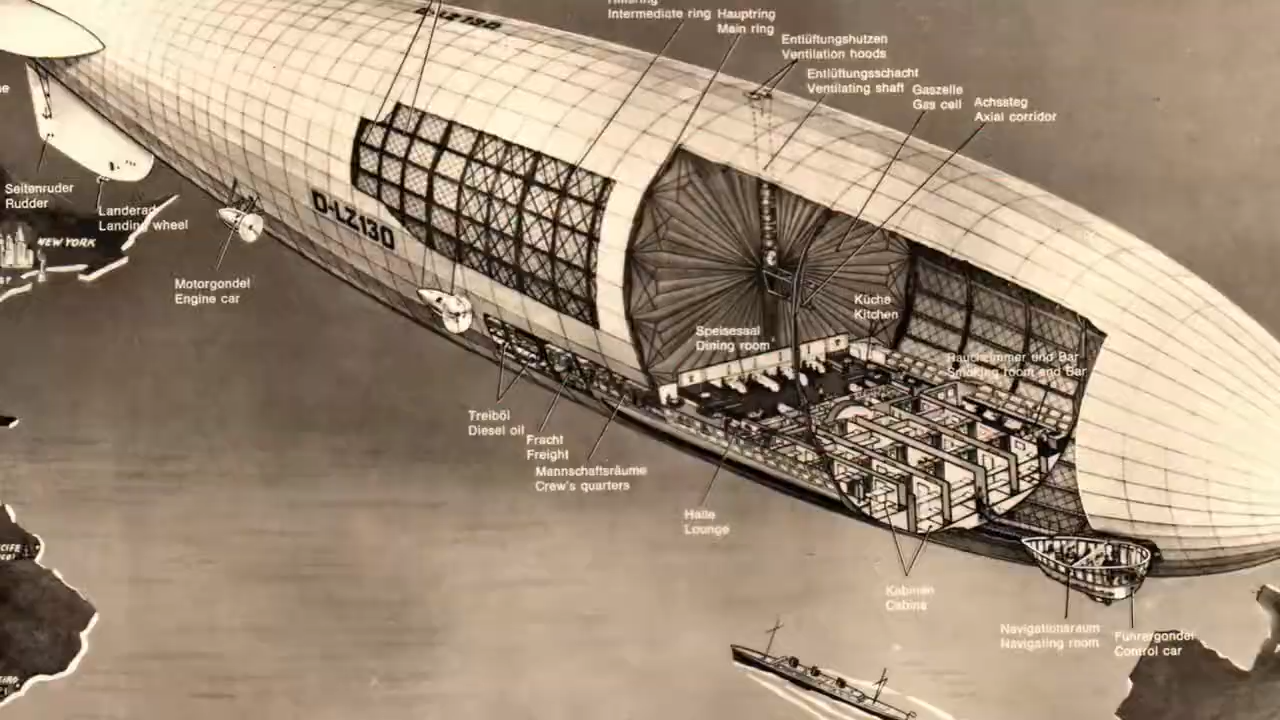 Intermediate ring
Hauptring
Main ring
Entlüftungshutzen
Ventilation hoods
Entlüftungsschacht
Ventilating shaft
Gaszelle
Gas cell
Achssteg
Axial corridor
D-LZ130
Seitenruder
Rudder
Landerad
Landing wheel
NEW YORK
Motorgondel
Engine car
Küche
Kitchen
Speisesaal
Dining room
Rauchzimmer und Bar
Smoking room and Bar
Treiböl
Diesel oil
Fracht
Freight
Mannschaftsräume
Crew's quarters
Halle
Lounge
Kabinen
Cabins
Navigationsraum
Navigating room
Führergondel
Control car